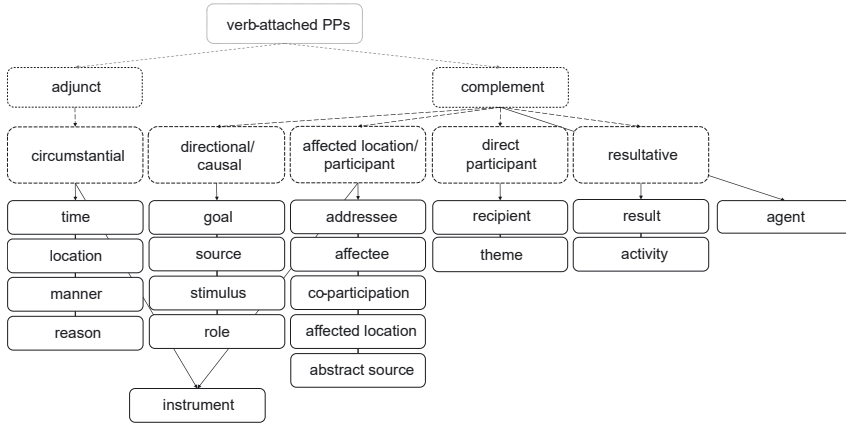 verb-attached PPs
adjunct
complement
circumstantial
directional/
causal
affected location/
participant
direct
participant
resultative
time
goal
addressee
recipient
result
agent
location
source
affectee
theme
activity
manner
stimulus
co-participation
reason
role
affected location
abstract source
instrument